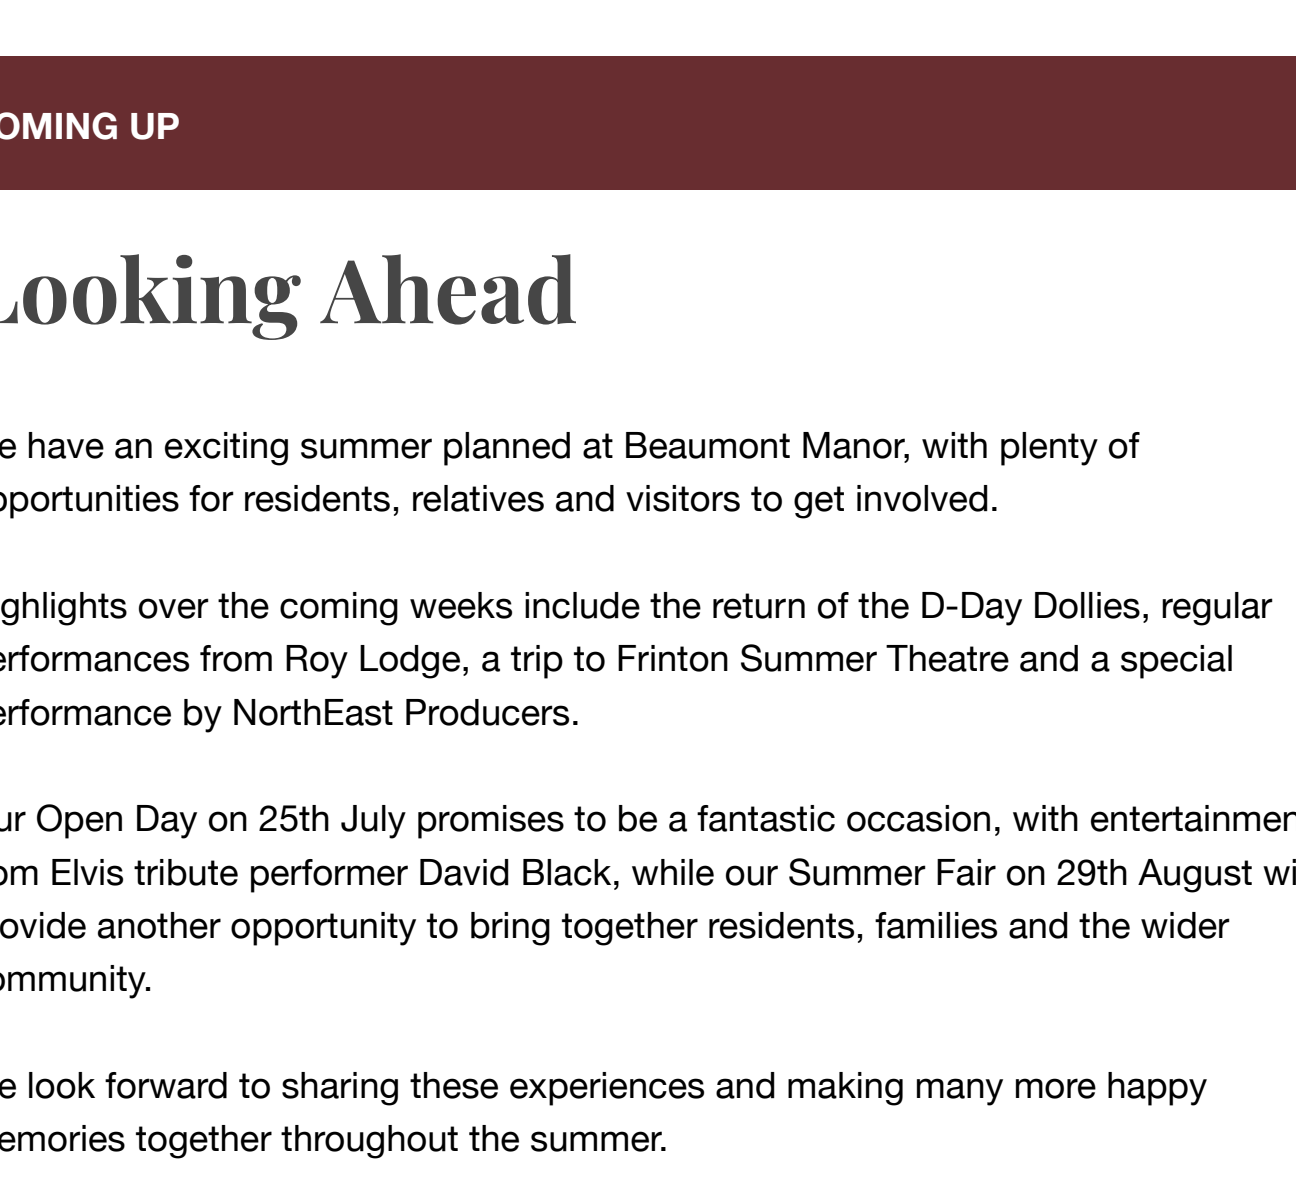 OMING UP
Looking Ahead
e have an exciting summer planned at Beaumont Manor, with plenty of
pportunities for residents, relatives and visitors to get involved.
ghlights over the coming weeks include the return of the D-Day Dollies, regular
erformances from Roy Lodge, a trip to Frinton Summer Theatre and a special
erformance by NorthEast Producers.
ur Open Day on 25th July promises to be a fantastic occasion, with entertainmen
om Elvis tribute performer David Black, while our Summer Fair on 29th August wi
ovide another opportunity to bring together residents, families and the wider
ommunity.
e look forward to sharing these experiences and making many more happy
emories together throughout the summer.